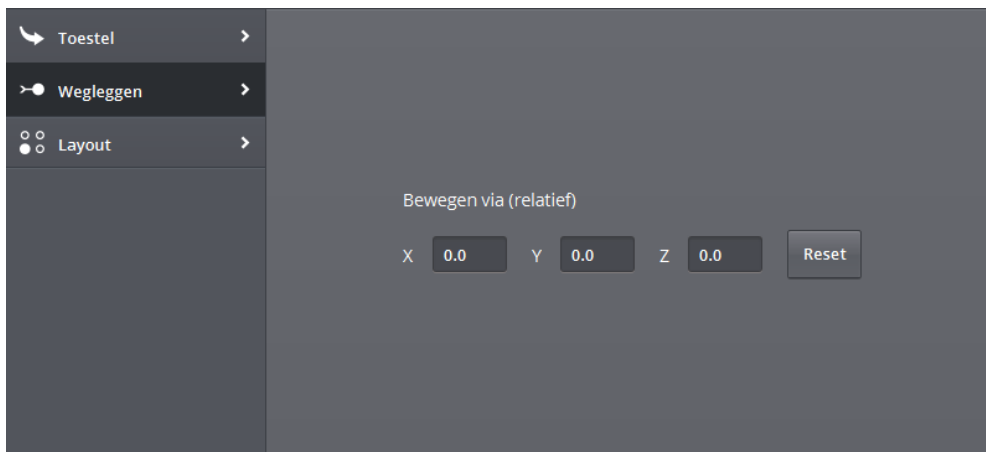 Toestel
Wegleggen
Layout
Bewegen via (relatief)
X 0.0 Y 0.0 Z 0.0 Reset